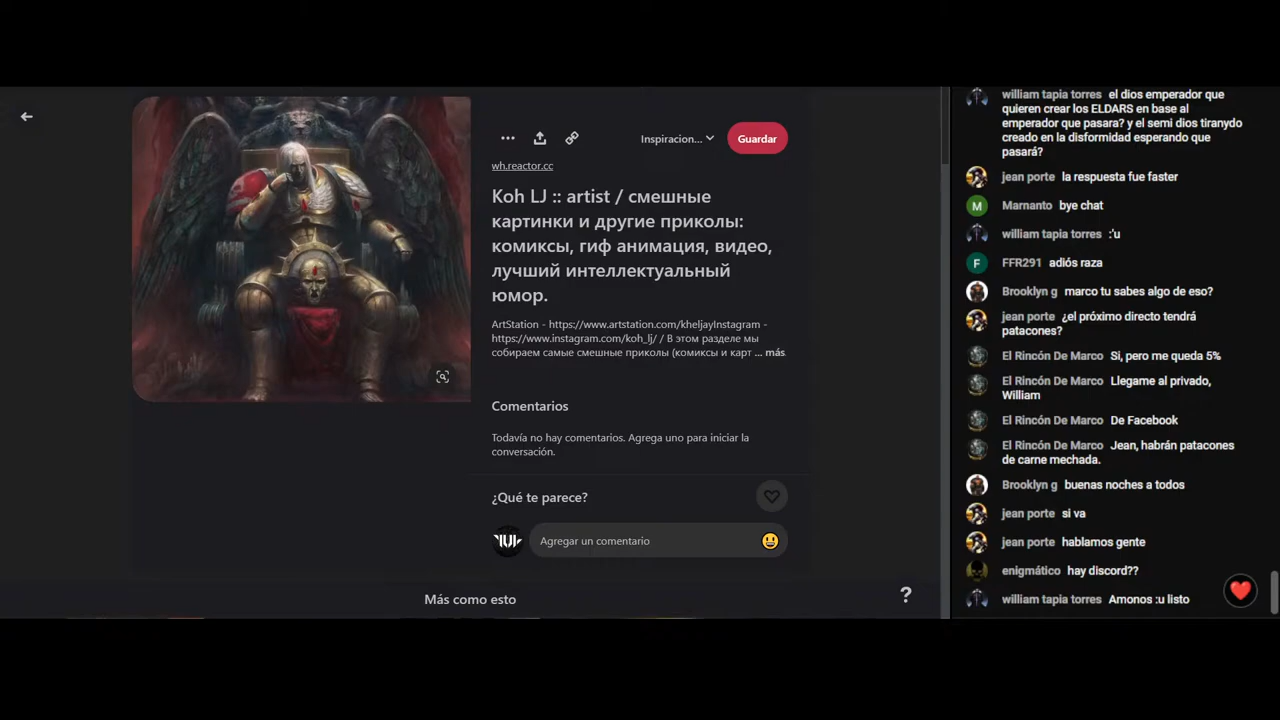 Inspiracion...
Guardar
wh.reactor.cc
Koh LJ :: artist / смешные
картинки и другие приколы:
комиксы, гиф анимация, видео,
лучший интеллектуальный
юмор.
ArtStation - https://www.artstation.com/kheljayInstagram -
https://www.instagram.com/koh_lj/ / В этом разделе мы
собираем самые смешные приколы (комиксы и карт ... más
Comentarios
Todavía no hay comentarios. Agrega uno para iniciar la
conversación.
¿Qué te parece?
Agregar un comentario
Más como esto
?
william tapia torres el dios emperador que
quieren crear los ELDARS en base al
emperador que pasara? y el semi dios tiranydo
creado en la disformidad esperando que
pasará?
jean porte la respuesta fue faster
M
Marnanto bye chat
william tapia torres :'u
F
FFR291 adiós raza
Brooklyn g marco tu sabes algo de eso?
jean porte ¿el próximo directo tendrá
patacones?
El Rincón De Marco Si, pero me queda 5%
El Rincón De Marco Llegame al privado,
William
El Rincón De Marco De Facebook
El Rincón De Marco Jean, habrán patacones
de carne mechada.
Brooklyn g buenas noches a todos
jean porte si va
jean porte hablamos gente
enigmático hay discord??
william tapia torres Amonos :u listo